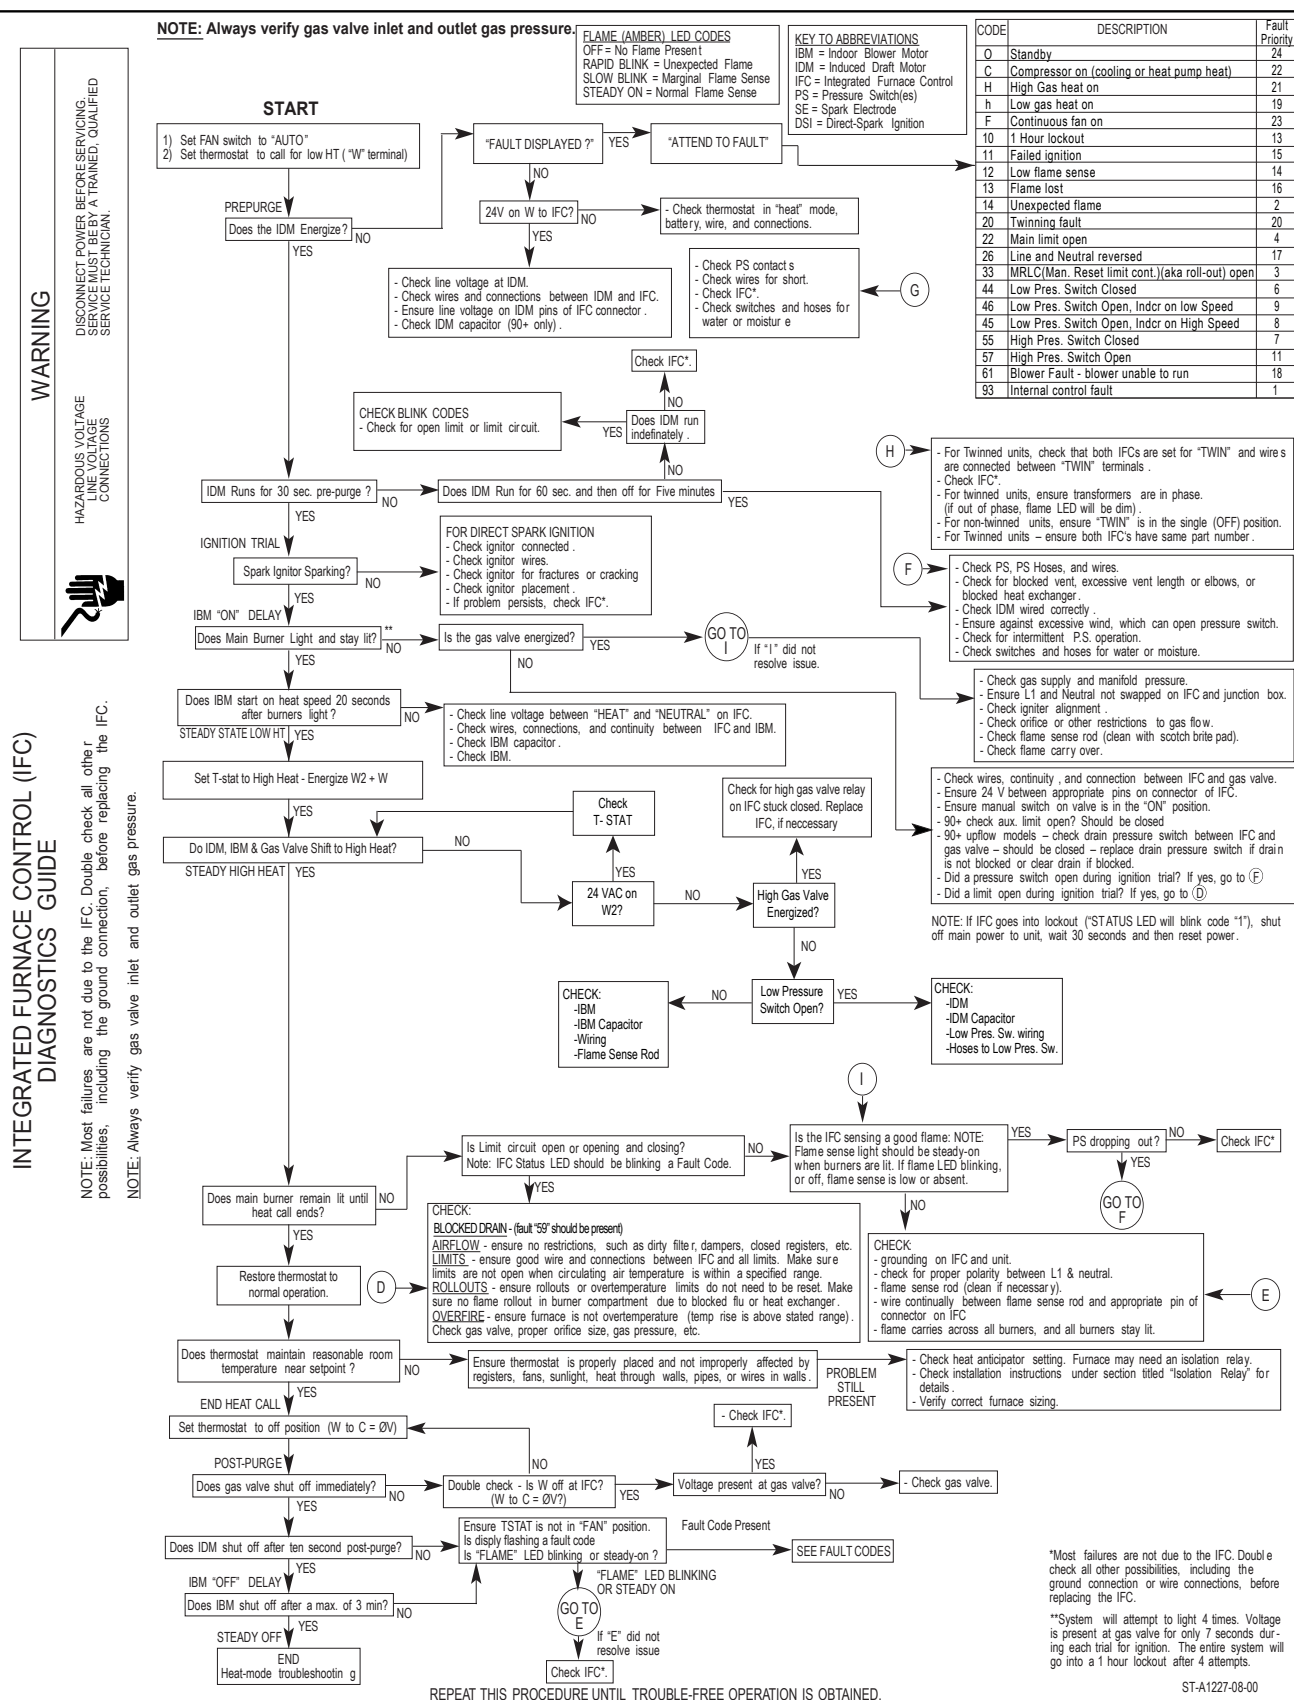 NOTE: Always verify gas valve inlet and outlet gas pressure.
FLAME (AMBER) LED CODES
OFF = No Flame Present
RAPID BLINK = Unexpected Flame
SLOW BLINK = Marginal Flame Sense
STEADY ON = Normal Flame Sense
KEY TO ABBREVIATIONS
IBM = Indoor Blower Motor
IDM = Induced Draft Motor
IFC = Integrated Furnace Control
PS = Pressure Switch(es)
SE = Spark Electrode
DSI = Direct-Spark Ignition
CODE DESCRIPTION Fault Priority
O Standby 24
C Compressor on (cooling or heat pump heat) 22
H High Gas heat on 21
h Low gas heat on 19
F Continuous fan on 23
10 1 Hour lockout 13
11 Failed ignition 15
12 Low flame sense 14
13 Flame lost 16
14 Unexpected flame 2
20 Twinning fault 20
22 Main limit open 4
26 Line and Neutral reversed 17
33 MRLC(Man. Reset limit cont.)(aka roll-out) open 3
44 Low Pres. Switch Closed 6
46 Low Pres. Switch Open, Indcr on low Speed 9
45 Low Pres. Switch Open, Indcr on High Speed 8
55 High Pres. Switch Closed 7
57 High Pres. Switch Open 11
61 Blower Fault - blower unable to run 18
93 Internal control fault 1
WARNING
DISCONNECT POWER BEFORE SERVICING.
SERVICE MUST BE BY A TRAINED, QUALIFIED
SERVICE TECHNICIAN.
HAZARDOUS VOLTAGE
LINE VOLTAGE
CONNECTIONS
INTEGRATED FURNACE CONTROL (IFC)
DIAGNOSTICS GUIDE
NOTE: Most failures are not due to the IFC. Double check all other
possibilities, including the ground connection, before replacing the IFC.
NOTE: Always verify gas valve inlet and outlet gas pressure.
START
1) Set FAN switch to "AUTO"
2) Set thermostat to call for low HT ( "W" terminal)
"FAULT DISPLAYED ?"
YES
"ATTEND TO FAULT"
NO
PREPURGE
Does the IDM Energize?
NO
YES
24V on W to IFC?
NO
- Check thermostat in "heat" mode,
battery, wire, and connections.
YES
- Check line voltage at IDM.
- Check wires and connections between IDM and IFC.
- Ensure line voltage on IDM pins of IFC connector .
- Check IDM capacitor (90+ only) .
- Check PS contact s
- Check wires for short.
- Check IFC*.
- Check switches and hoses for
water or moistur e
G
Check IFC*.
NO
CHECK BLINK CODES
- Check for open limit or limit circuit.
YES
Does IDM run
indefinately .
NO
IDM Runs for 30 sec. pre-purge ?
NO
Does IDM Run for 60 sec. and then off for Five minutes
YES
YES
H
- For Twinned units, check that both IFCs are set for "TWIN" and wire s
are connected between "TWIN" terminals .
- Check IFC*.
- For twinned units, ensure transformers are in phase.
(if out of phase, flame LED will be dim) .
- For non-twinned units, ensure "TWIN" is in the single (OFF) position.
- For Twinned units – ensure both IFC's have same part number .
IGNITION TRIAL
Spark Ignitor Sparking?
NO
FOR DIRECT SPARK IGNITION
- Check ignitor connected .
- Check ignitor wires.
- Check ignitor for fractures or cracking
- Check ignitor placement .
- If problem persists, check IFC*.
F
- Check PS, PS Hoses, and wires.
- Check for blocked vent, excessive vent length or elbows, or
blocked heat exchanger .
- Check IDM wired correctly .
- Ensure against excessive wind, which can open pressure switch.
- Check for intermittent P.S. operation.
- Check switches and hoses for water or moisture.
YES
IBM "ON" DELAY
Does Main Burner Light and stay lit?
**
NO
Is the gas valve energized?
YES
GO TO
I
If "I" did not
resolve issue.
NO
YES
- Check gas supply and manifold pressure.
- Ensure L1 and Neutral not swapped on IFC and junction box.
- Check igniter alignment .
- Check orifice or other restrictions to gas flow.
- Check flame sense rod (clean with scotch brite pad).
- Check flame carry over.
Does IBM start on heat speed 20 seconds
after burners light ?
NO
- Check line voltage between "HEAT" and "NEUTRAL" on IFC.
- Check wires, connections, and continuity between IFC and IBM.
- Check IBM capacitor .
- Check IBM.
STEADY STATE LOW HT
YES
Set T-stat to High Heat - Energize W2 + W
YES
- Check wires, continuity , and connection between IFC and gas valve.
- Ensure 24 V between appropriate pins on connector of IFC.
- Ensure manual switch on valve is in the "ON" position.
- 90+ check aux. limit open? Should be closed
- 90+ upflow models – check drain pressure switch between IFC and
gas valve – should be closed – replace drain pressure switch if drain
is not blocked or clear drain if blocked.
- Did a pressure switch open during ignition trial? If yes, go to F
- Did a limit open during ignition trial? If yes, go to D
Do IDM, IBM & Gas Valve Shift to High Heat?
NO
Check
T- STAT
YES
24 VAC on
W2?
NO
Check for high gas valve relay
on IFC stuck closed. Replace
IFC, if neccessary
YES
High Gas Valve
Energized?
NO
NOTE: If IFC goes into lockout ("STATUS LED will blink code "1"), shut
off main power to unit, wait 30 seconds and then reset power.
STEADY HIGH HEAT
YES
Low Pressure
Switch Open?
NO
CHECK:
-IBM
-IBM Capacitor
-Wiring
-Flame Sense Rod
YES
CHECK:
-IDM
-IDM Capacitor
-Low Pres. Sw. wiring
-Hoses to Low Pres. Sw.
I
Is Limit circuit open or opening and closing?
Note: IFC Status LED should be blinking a Fault Code.
NO
Is the IFC sensing a good flame: NOTE:
Flame sense light should be steady-on
when burners are lit. If flame LED blinking,
or off, flame sense is low or absent.
YES
PS dropping out?
NO
Check IFC*
YES
GO TO
F
NO
YES
Does main burner remain lit until
heat call ends?
NO
YES
CHECK:
BLOCKED DRAIN - (fault "59" should be present)
AIRFLOW - ensure no restrictions, such as dirty filter, dampers, closed registers, etc.
LIMITS - ensure good wire and connections between IFC and all limits. Make sure
limits are not open when circulating air temperature is within a specified range.
ROLLOUTS - ensure rollouts or overtemperature limits do not need to be reset. Make
sure no flame rollout in burner compartment due to blocked flu or heat exchanger .
OVERFIRE - ensure furnace is not overtemperature (temp rise is above stated range) .
Check gas valve, proper orifice size, gas pressure, etc.
D
CHECK:
- grounding on IFC and unit.
- check for proper polarity between L1 & neutral.
- flame sense rod (clean if necessar y).
- wire continually between flame sense rod and appropriate pin of
connector on IFC
- flame carries across all burners, and all burners stay lit.
E
Restore thermostat to
normal operation.
Does thermostat maintain reasonable room
temperature near setpoint ?
NO
Ensure thermostat is properly placed and not improperly affected by
registers, fans, sunlight, heat through walls, pipes, or wires in walls.
PROBLEM
STILL
PRESENT
- Check heat anticipator setting. Furnace may need an isolation relay.
- Check installation instructions under section titled "Isolation Relay" for
details .
- Verify correct furnace sizing.
YES
END HEAT CALL
Set thermostat to off position (W to C = ØV)
POST-PURGE
Does gas valve shut off immediately?
NO
NO
Double check - Is W off at IFC?
(W to C = ØV?)
YES
Voltage present at gas valve?
YES
- Check IFC*.
NO
- Check gas valve.
YES
Does IDM shut off after ten second post-purge?
NO
Ensure TSTAT is not in "FAN" position.
Is disply flashing a fault code
Is "FLAME" LED blinking or steady-on ?
Fault Code Present
SEE FAULT CODES
"FLAME" LED BLINKING
OR STEADY ON
YES
IBM "OFF" DELAY
Does IBM shut off after a max. of 3 min?
NO
GO TO
E
If "E" did not
resolve issue
Check IFC*.
YES
STEADY OFF
END
Heat-mode troubleshootin g
*Most failures are not due to the IFC. Double
check all other possibilities, including the
ground connection or wire connections, before
replacing the IFC.
**System will attempt to light 4 times. Voltage
is present at gas valve for only 7 seconds dur-
ing each trial for ignition. The entire system will
go into a 1 hour lockout after 4 attempts.
ST-A1227-08-00
REPEAT THIS PROCEDURE UNTIL TROUBLE-FREE OPERATION IS OBTAINED.